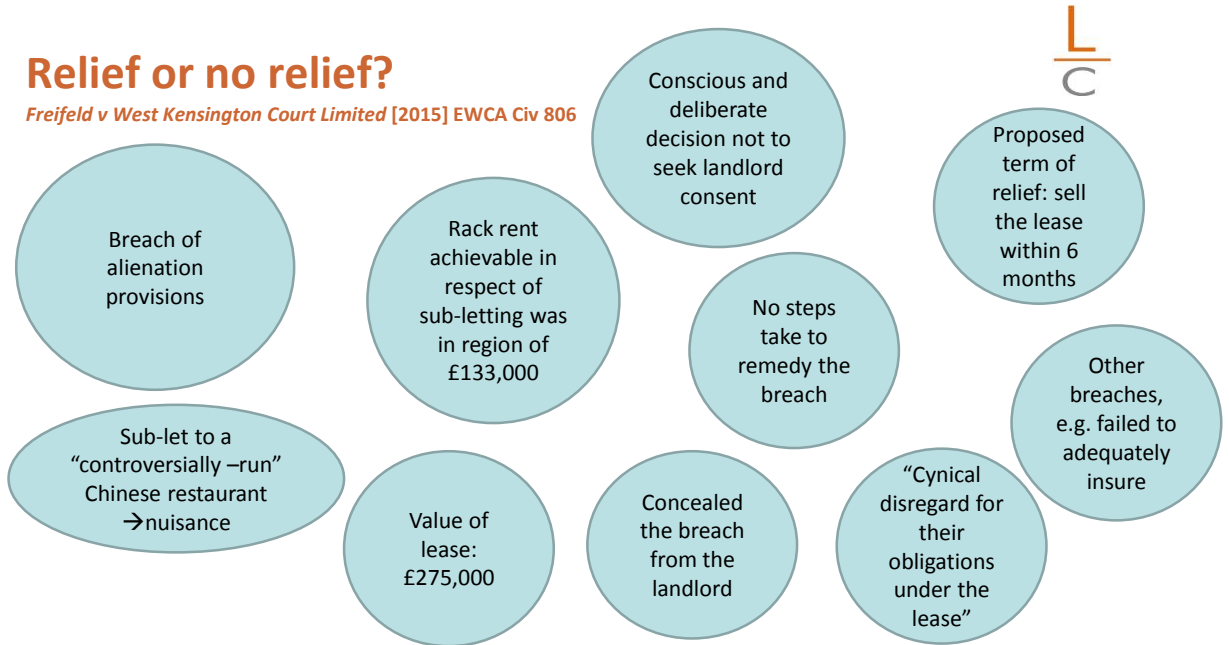 Relief or no relief?
Freifeld v West Kensington Court Limited [2015] EWCA Civ 806
L
C
Breach of
alienation
provisions
Rack rent
achievable in
respect of
sub-letting was
in region of
£133,000
Conscious and
deliberate
decision not to
seek landlord
consent
Proposed
term of
relief: sell
the lease
within 6
months
No steps
take to
remedy the
breach
Other
breaches,
e.g. failed to
adequately
insure
Sub-let to a
“controversially –run”
Chinese restaurant
→nuisance
Value of
lease:
£275,000
Concealed
the breach
from the
landlord
“Cynical
disregard for
their
obligations
under the
lease”